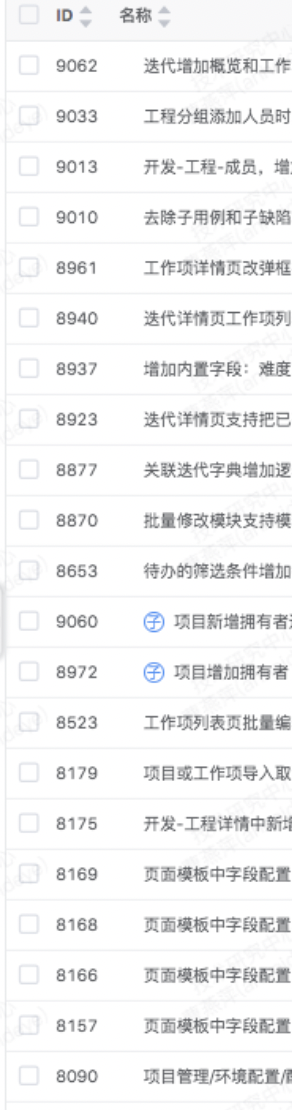 ID 名称
9062 迭代增加概览和工作
9033 工程分组添加人员时
9013 开发-工程-成员，增
9010 去除子用例和子缺陷
8961 工作项详情页改弹框
8940 迭代详情页工作项列
8937 增加内置字段：难度
8923 迭代详情页支持把已
8877 关联迭代字典增加逻
8870 批量修改模块支持模
8653 待办的筛选条件增加
9060 子 项目新增拥有者
8972 子 项目增加拥有者
8523 工作项列表页批量编
8179 项目或工作项导入取
8175 开发-工程详情中新增
8169 页面模板中字段配置
8168 页面模板中字段配置
8166 页面模板中字段配置
8157 页面模板中字段配置
8090 项目管理/环境配置/